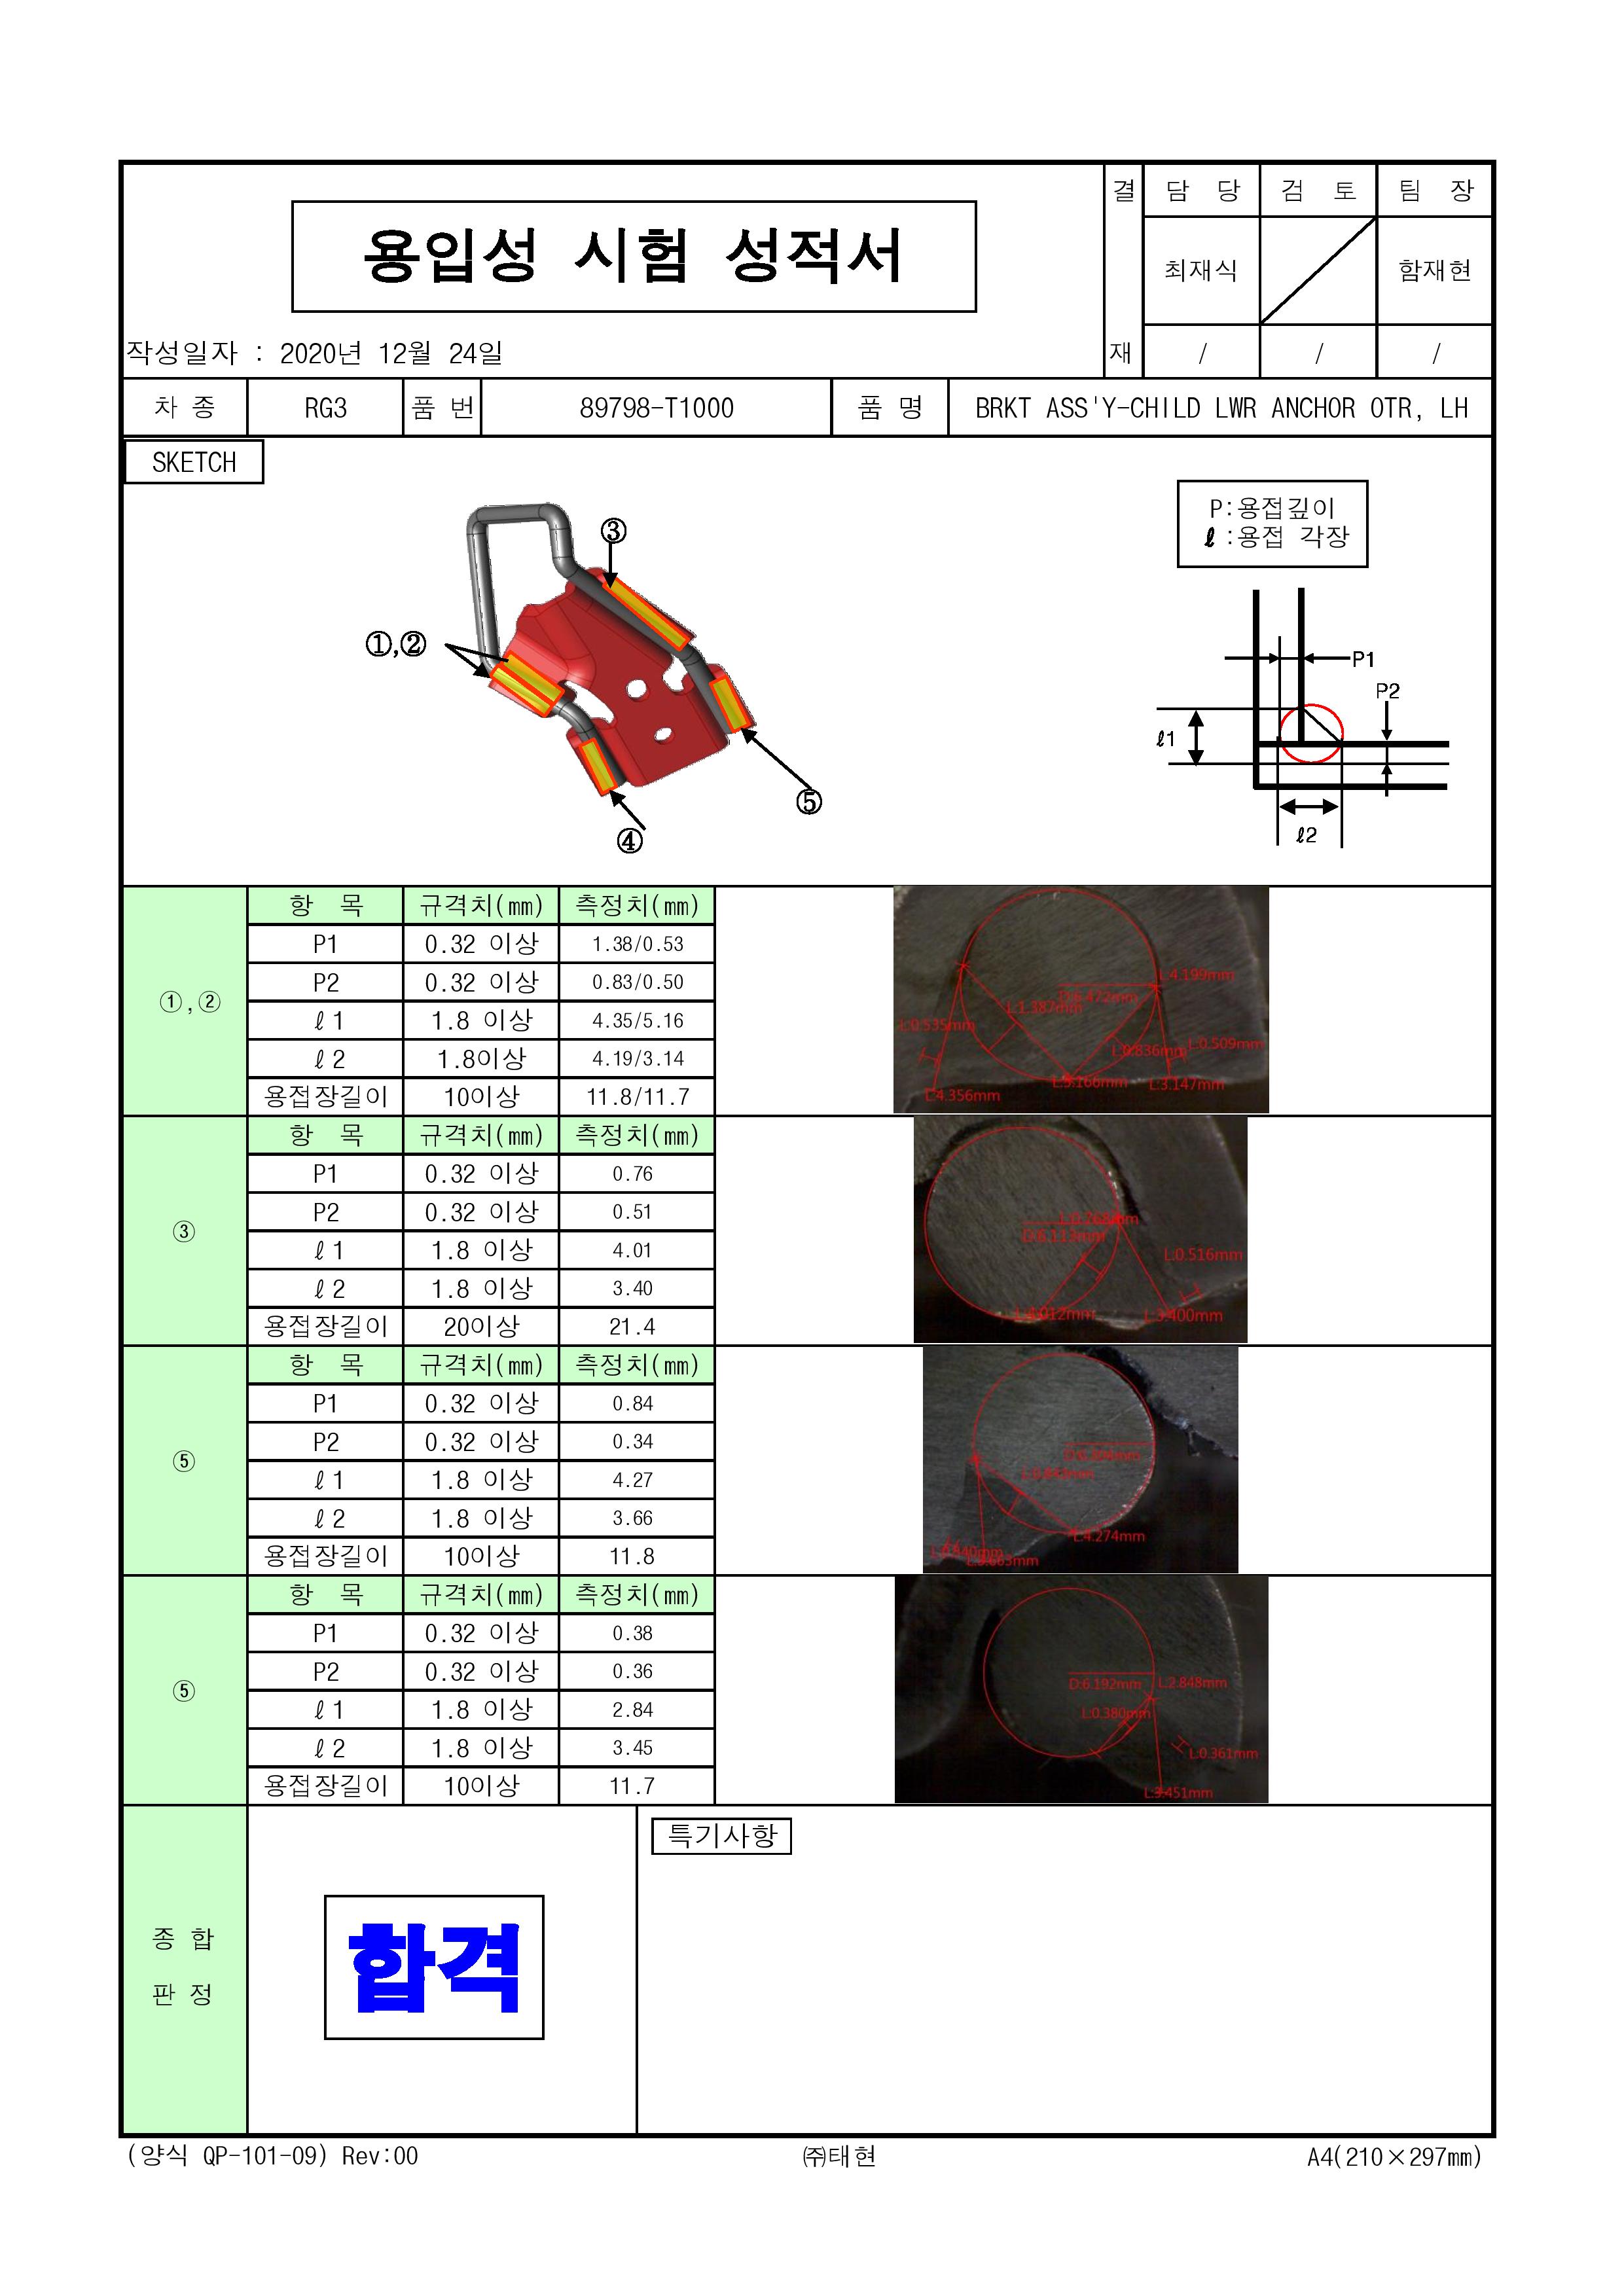 용입성 시험 성적서
결 담 당 검 토 팀 장
최재식 함재현
작성일자 : 2020년 12월 24일
재 / / /
차 종 RG3 품 번 89798-T1000 품 명 BRKT ASS'Y-CHILD LWR ANCHOR OTR, LH
SKETCH
P:용접깊이
ℓ :용접 각장
③
①,②
⑤
④
P1
P2
ℓ1
ℓ2
①,②
항 목 규격치(㎜) 측정치(㎜)
P1 0.32 이상 1.38/0.53
P2 0.32 이상 0.83/0.50
ℓ1 1.8 이상 4.35/5.16
ℓ2 1.8이상 4.19/3.14
용접장길이 10이상 11.8/11.7
L:4.199mm
D:6.472mm
L:1.387mm
L:0.535mm
L:0.836mm
L:0.509mm
L:5.166mm
L:3.147mm
L:4.356mm
③
항 목 규격치(㎜) 측정치(㎜)
P1 0.32 이상 0.76
P2 0.32 이상 0.51
ℓ1 1.8 이상 4.01
ℓ2 1.8 이상 3.40
용접장길이 20이상 21.4
L:0.516mm
L:4.012mm
L:3.400mm
⑤
항 목 규격치(㎜) 측정치(㎜)
P1 0.32 이상 0.84
P2 0.32 이상 0.34
ℓ1 1.8 이상 4.27
ℓ2 1.8 이상 3.66
용접장길이 10이상 11.8
L:4.274mm
⑤
항 목 규격치(㎜) 측정치(㎜)
P1 0.32 이상 0.38
P2 0.32 이상 0.36
ℓ1 1.8 이상 2.84
ℓ2 1.8 이상 3.45
용접장길이 10이상 11.7
D:6.192mm
L:2.848mm
L:0.380mm
L:0.361mm
L:3.451mm
종 합
판 정
합격
특기사항
(양식 QP-101-09) Rev:00 ㈜태현 A4(210×297㎜)